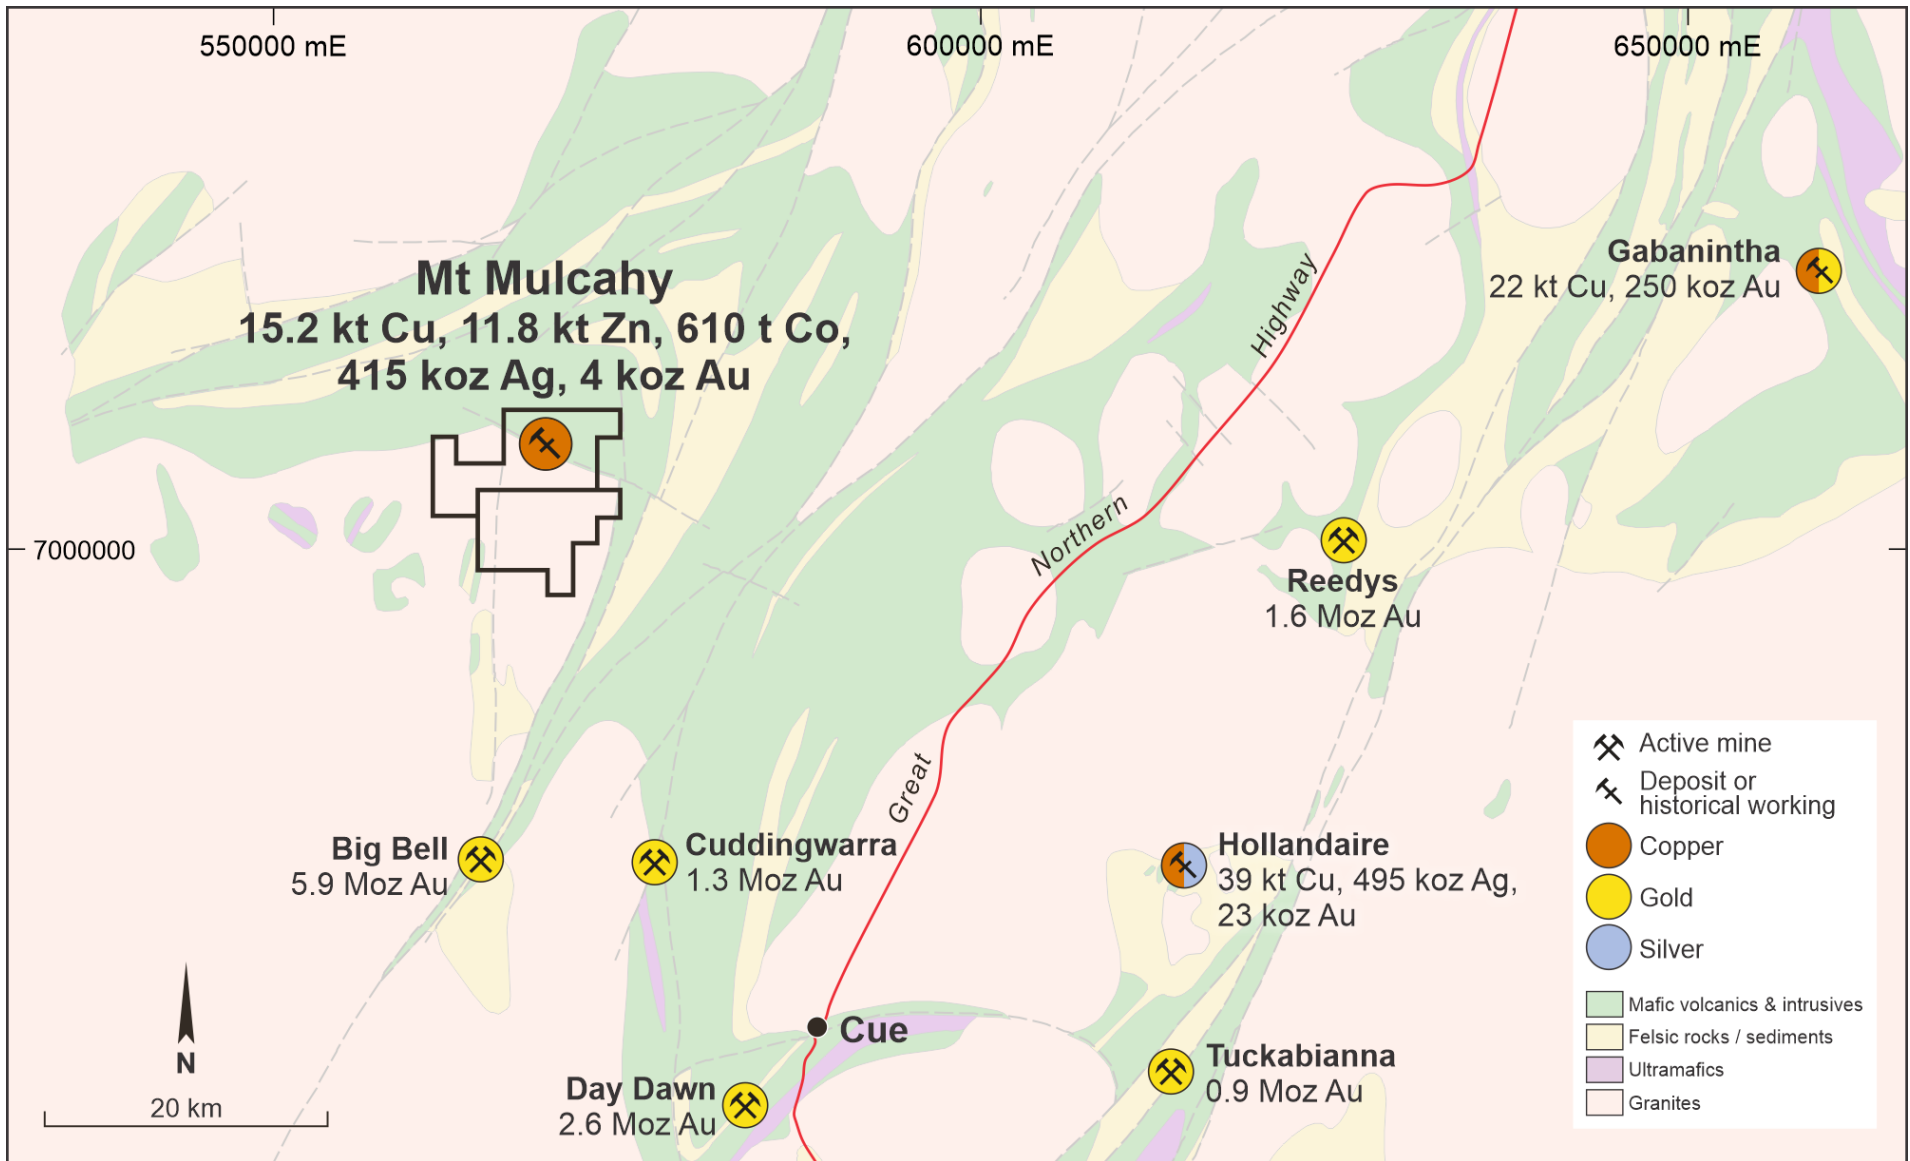 550000 mE
600000 mE
650000 mE
Gabanintha
22 kt Cu, 250 koz Au
Mt Mulcahy
15.2 kt Cu, 11.8 kt Zn, 610 t Co,
415 koz Ag, 4 koz Au
Highway
Northern
Great
7000000
Reedys
1.6 Moz Au
Big Bell
5.9 Moz Au
Cuddingwarra
1.3 Moz Au
Hollandaire
39 kt Cu, 495 koz Ag,
23 koz Au
Cue
Tuckabianna
0.9 Moz Au
Day Dawn
2.6 Moz Au
N
20 km
Active mine
Deposit or
historical working
Copper
Gold
Silver
Mafic volcanics & intrusives
Felsic rocks / sediments
Ultramafics
Granites